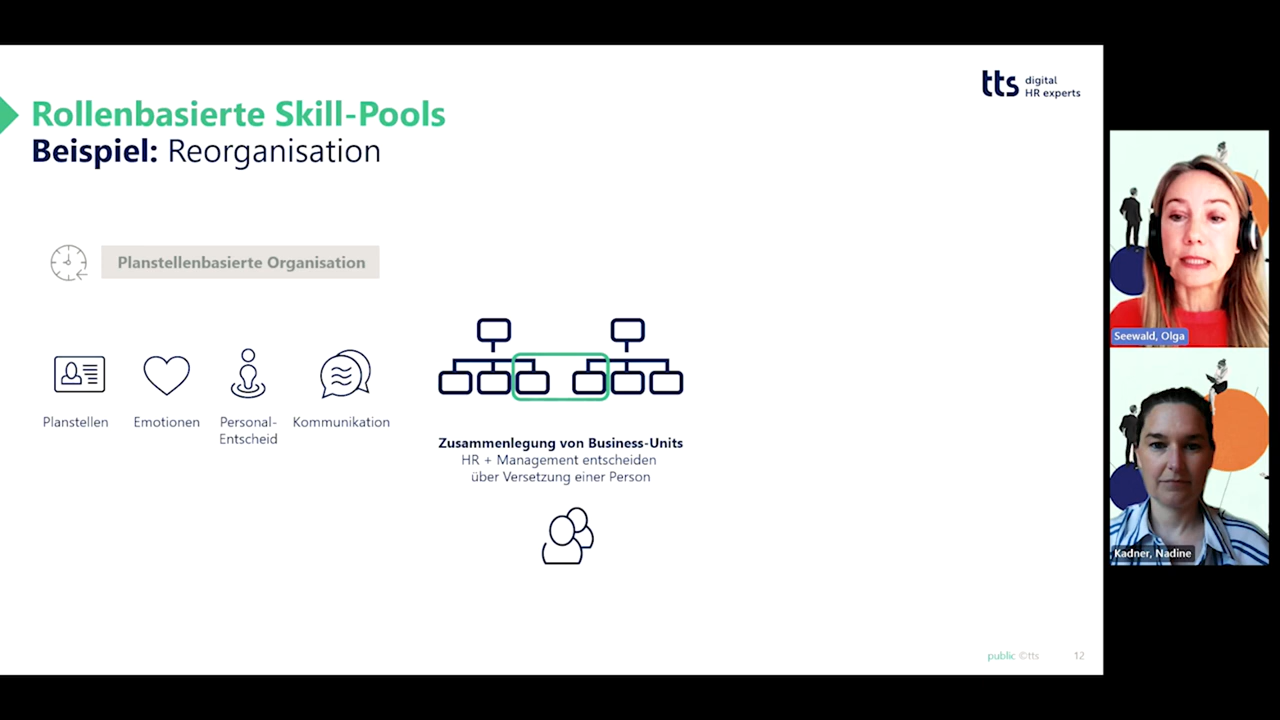 tts digital
HR experts
Rollenbasierte Skill-Pools
Beispiel: Reorganisation
Planstellenbasierte Organisation
Planstellen
Emotionen
Personal-
Entscheid
Kommunikation
Zusammenlegung von Business-Units
HR + Management entscheiden
über Versetzung einer Person
Seewald, Olga
Kadner, Nadine
public ©tts
12